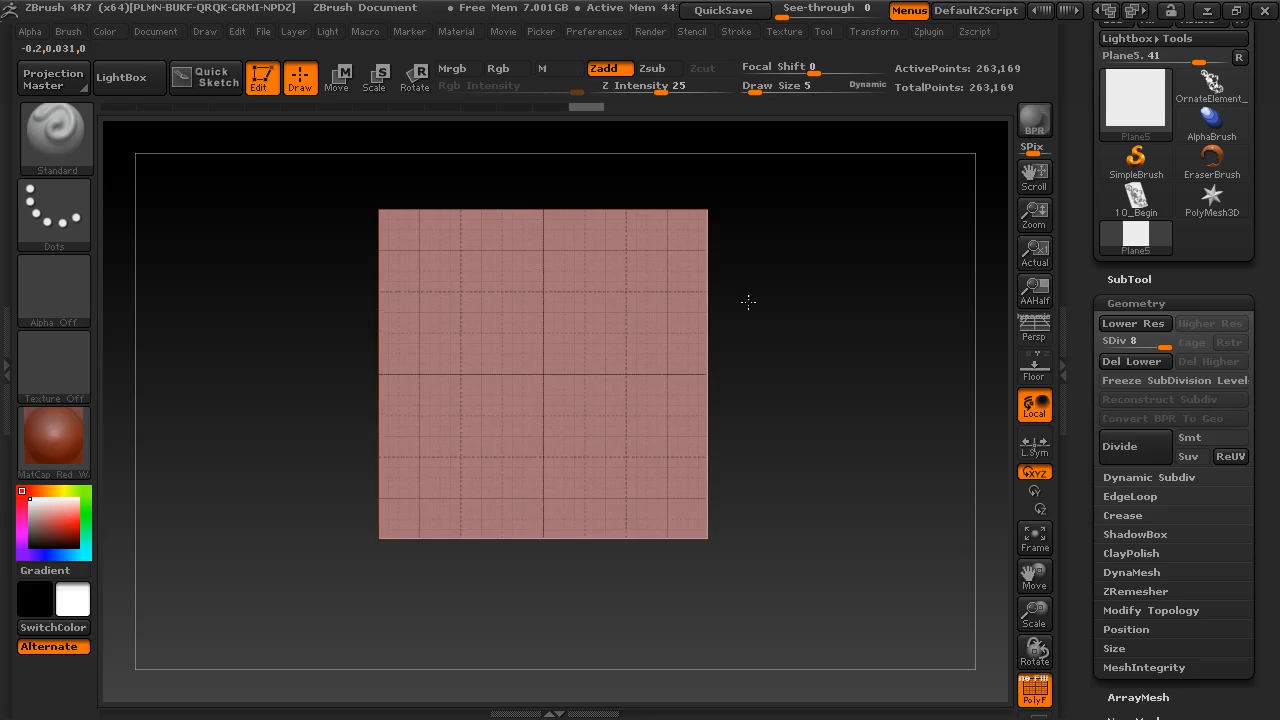 ZBrush 4R7 (x64)[PLMN-BUKF-QRQK-GRMI-NPDZ]
ZBrush Document
• Free Mem 7.001GB
• Active Mem 44
QuickSave
See-through 0
Menus
DefaultZScript
Alpha Brush Color Document Draw Edit File Layer Light Macro Marker Material Movie Picker Preferences Render Stencil Stroke Texture Tool Transform Zplugin Zscript
-0.2,0.031,0
Projection Master
LightBox
Quick Sketch
Edit
Draw
Move
Scale
Rotate
Mrgb
Rgb
M
Zadd
Zsub
Zcut
Rgb Intensity
Z Intensity 25
Focal Shift 0
Draw Size 5
Dynamic
ActivePoints: 263,169
TotalPoints: 263,169
Standard
Dots
Alpha Off
Texture Off
MatCap Red W
Gradient
SwitchColor
Alternate
BPR
SPix
Scroll
Zoom
Actual
AAHalf
Dynamic
Persp
Floor
Local
L.Sym
XYZ
Frame
Move
Scale
Rotate
PolyF
Lightbox▸Tools
Plane5. 41
R
Plane5
OrnateElement_
AlphaBrush
SimpleBrush
EraserBrush
10_Begin
PolyMesh3D
Plane5
SubTool
Geometry
Lower Res
Higher Res
SDiv 8
Cage
Rstr
Del Lower
Del Higher
Freeze SubDivision Level
Reconstruct Subdiv
Convert BPR To Geo
Divide
Smt
Suv
ReUV
Dynamic Subdiv
EdgeLoop
Crease
ShadowBox
ClayPolish
DynaMesh
ZRemesher
Modify Topology
Position
Size
MeshIntegrity
ArrayMesh